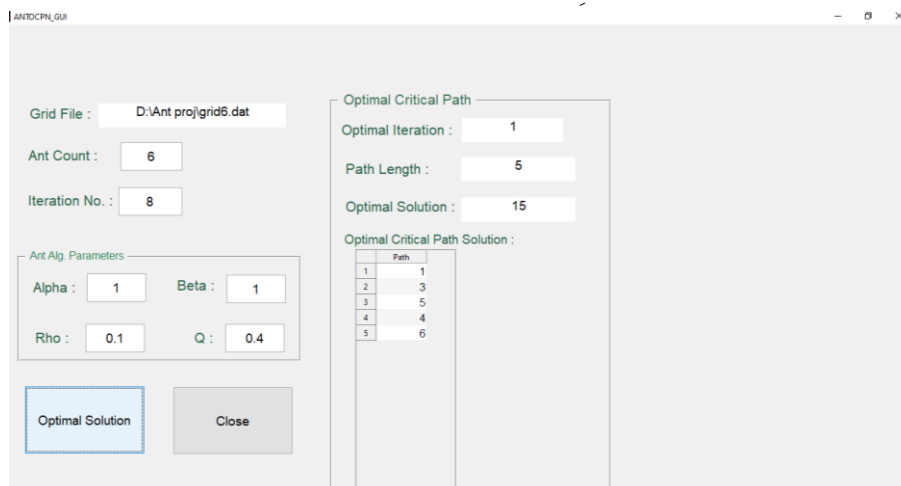 ANTOCPN_GUI
Grid File : D:\Ant proj\grid6.dat
Ant Count : 6
Iteration No. : 8
Ant Alg. Parameters
Alpha : 1 Beta : 1
Rho : 0.1 Q : 0.4
Optimal Solution Close
Optimal Critical Path
Optimal Iteration : 1
Path Length : 5
Optimal Solution : 15
Optimal Critical Path Solution :
Path
1 1
2 3
3 5
4 4
5 6